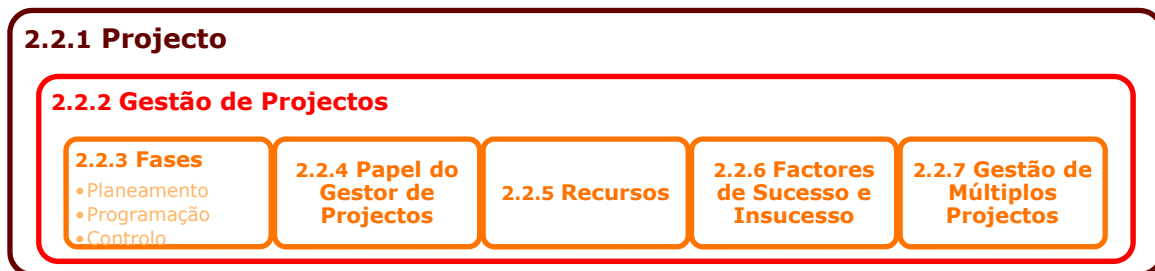 2.2.1 Projecto
2.2.2 Gestão de Projectos
2.2.3 Fases
•Planeamento
•Programação
•Controlo
2.2.4 Papel do
Gestor de
Projectos
2.2.5 Recursos
2.2.6 Factores
de Sucesso e
Insucesso
2.2.7 Gestão de
Múltiplos
Projectos